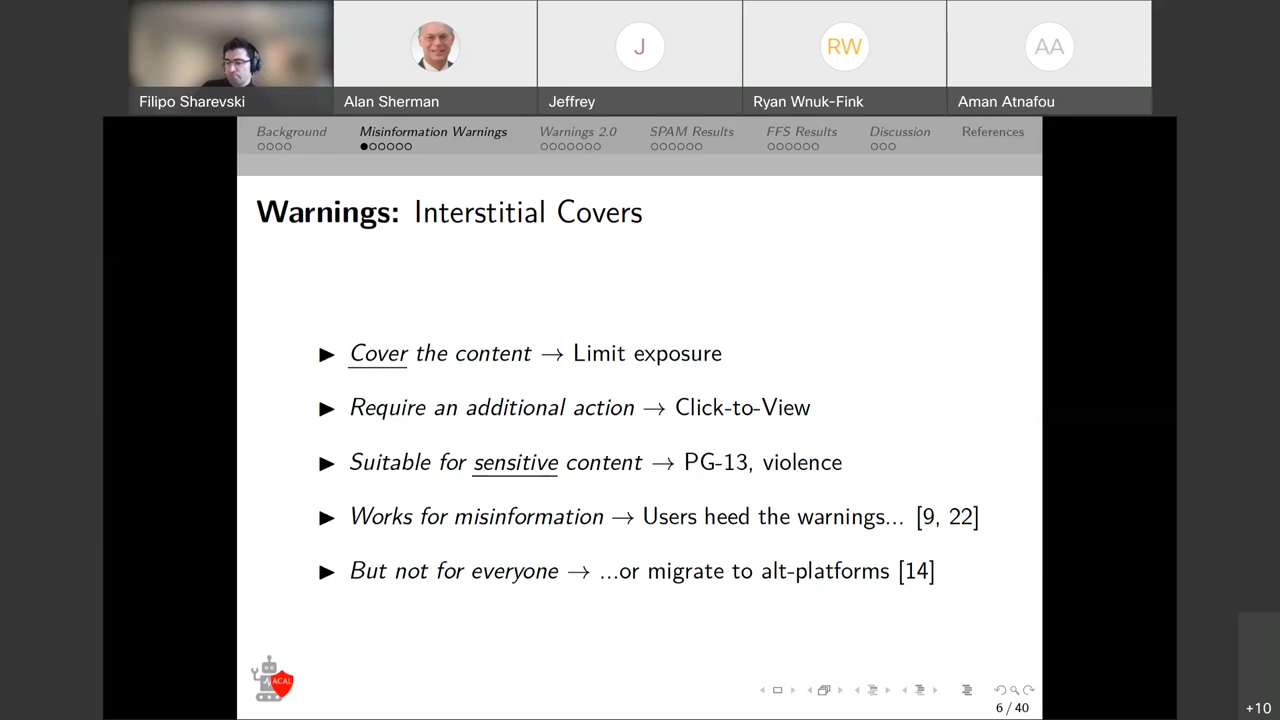 J
RW
AA
Filipo Sharevski
Alan Sherman
Jeffrey
Ryan Wnuk-Fink
Aman Atnafou
Background
Misinformation Warnings
Warnings 2.0
SPAM Results
FFS Results
Discussion
References
Warnings: Interstitial Covers
▶ Cover the content → Limit exposure
▶ Require an additional action → Click-to-View
▶ Suitable for sensitive content → PG-13, violence
▶ Works for misinformation → Users heed the warnings... [9, 22]
▶ But not for everyone → ...or migrate to alt-platforms [14]
ACAL
6 / 40
+10